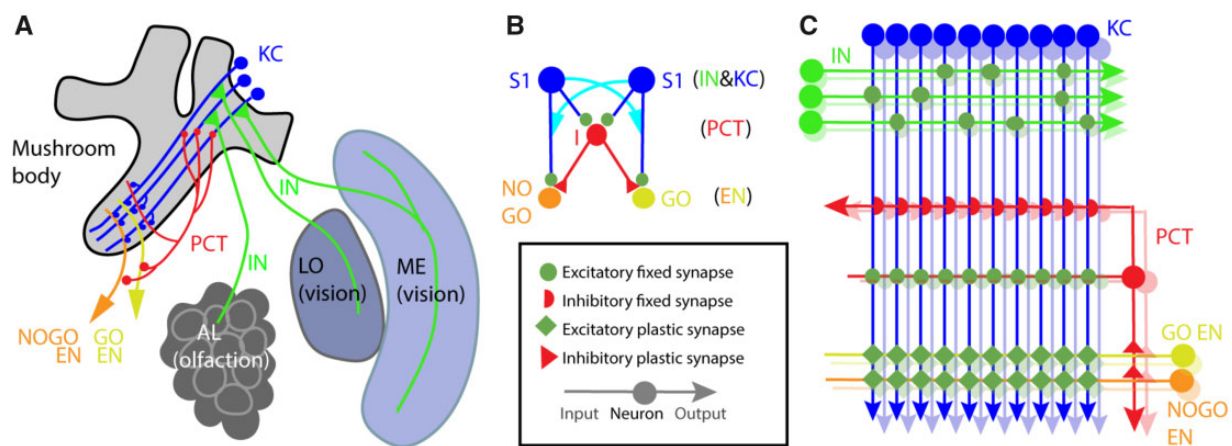 A
KC
Mushroom
body
IN
PCT
IN
NOGO
EN
GO
EN
AL
(olfaction)
LO
(vision)
ME
(vision)
B
S1
S1 (IN&KC)
I
(PCT)
NO
GO
GO
(EN)
Excitatory fixed synapse
Inhibitory fixed synapse
Excitatory plastic synapse
Inhibitory plastic synapse
Input Neuron Output
C
KC
IN
PCT
GO EN
NOGO
EN